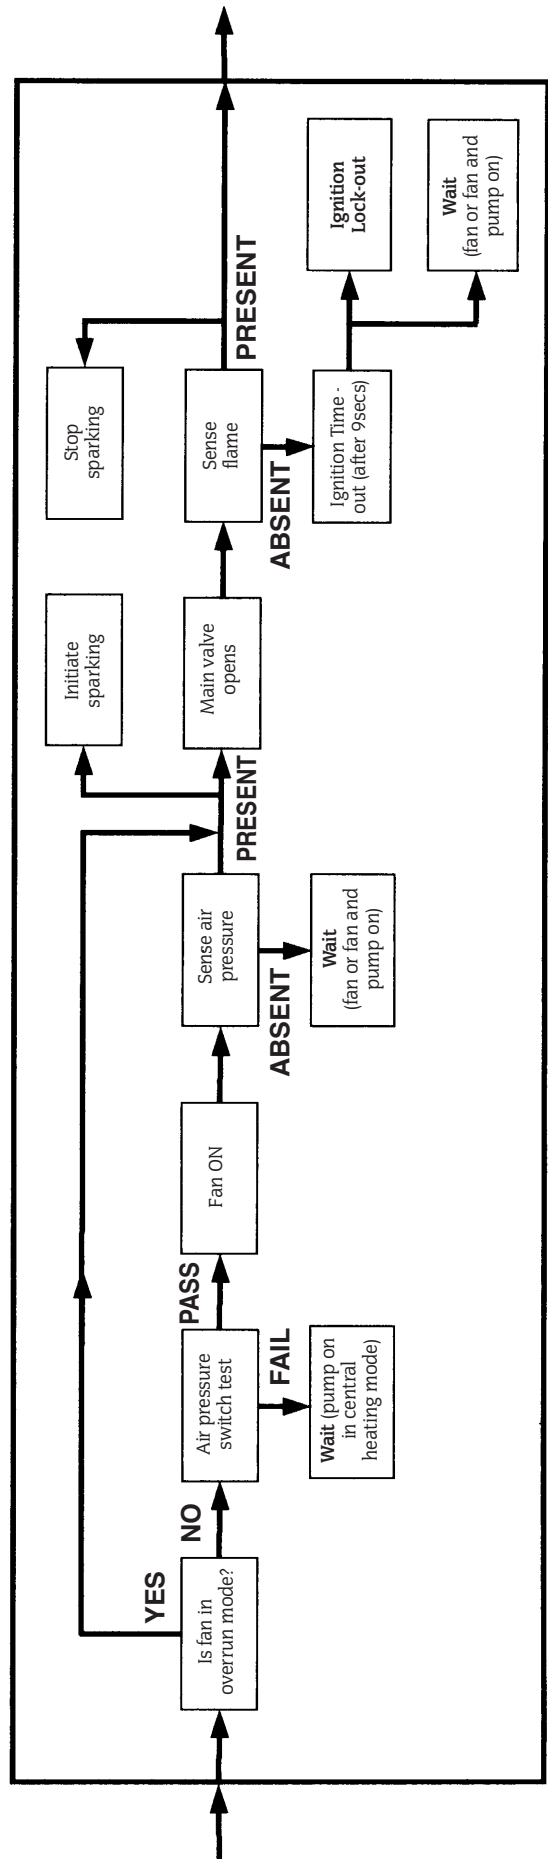 YES
Is fan in
overrun mode?
NO
Air pressure
switch test
PASS
FAIL
Wait (pump on
in central
heating mode)
Fan ON
Sense air
pressure
ABSENT
Wait
(fan or fan and
pump on)
PRESENT
Initiate
sparking
Main valve
opens
Sense
flame
ABSENT
Ignition Time -
out (after 9secs)
PRESENT
Stop
sparking
Ignition
Lock-out
Wait
(fan or fan and
pump on)